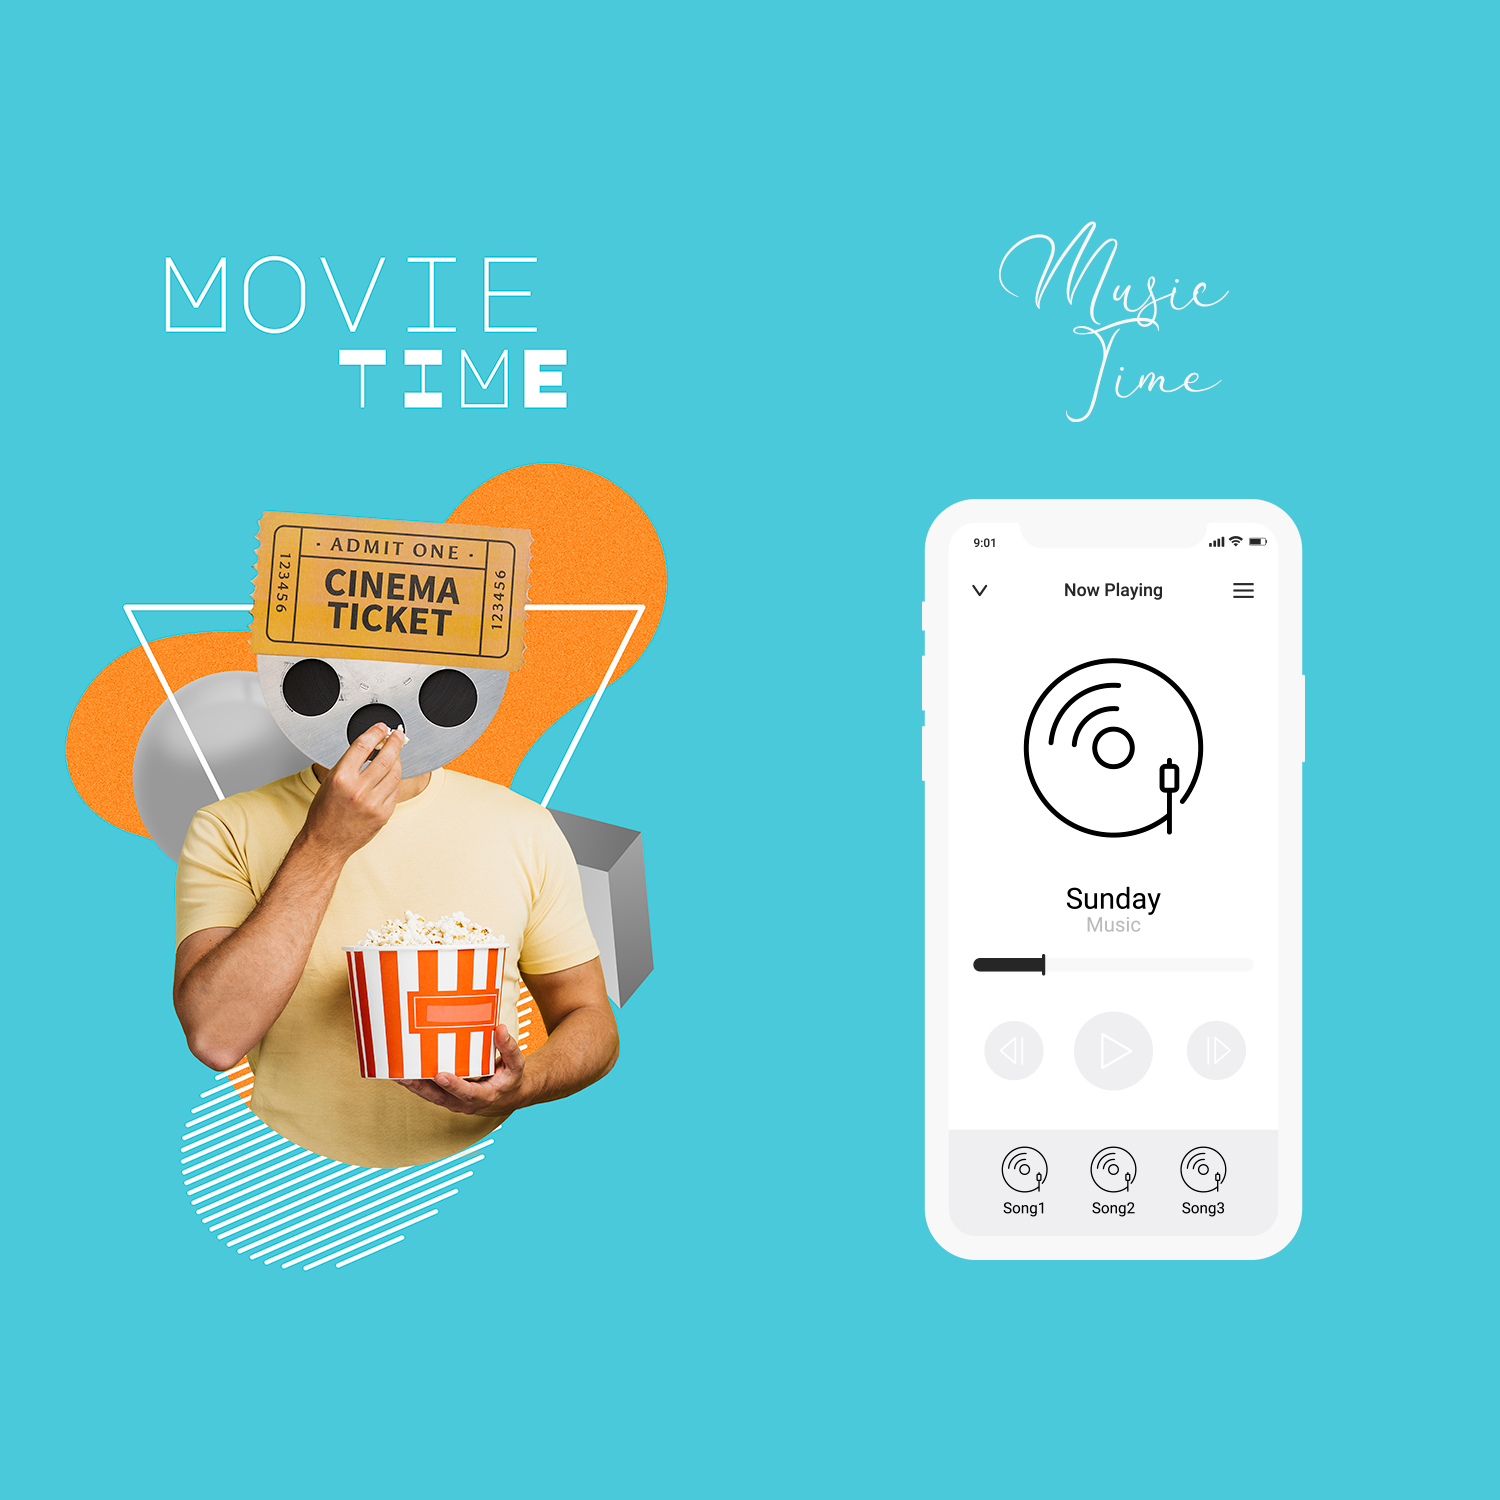 MOVIE
TIME
· ADMIT ONE ·
123456
CINEMA
TICKET
123456
Music
Time
9:01
Now Playing
Sunday
Music
Song1
Song2
Song3